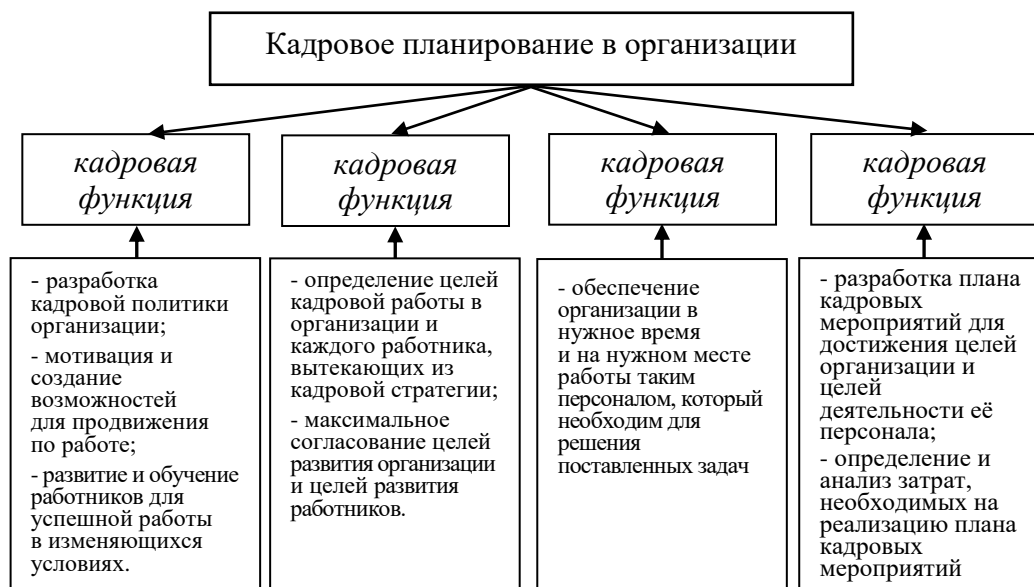 Кадровое планирование в организации
кадровая
функция
кадровая
функция
кадровая
функция
кадровая
функция
- разработка
кадровой политики
организации;
- мотивация и
создание
возможностей
для продвижения
по работе;
- развитие и обучение
работников для
успешной работы
в изменяющихся
условиях.
- определение целей
кадровой работы в
организации и
каждого работника,
вытекающих из
кадровой стратегии;
- максимальное
согласование целей
развития организации
и целей развития
работников.
- обеспечение
организации в
нужное время
и на нужном месте
работы таким
персоналом, который
необходим для
решения
поставленных задач
- разработка плана
кадровых
мероприятий для
достижения целей
организации и
целей
деятельности её
персонала;
- определение и
анализ затрат,
необходимых на
реализацию плана
кадровых
мероприятий